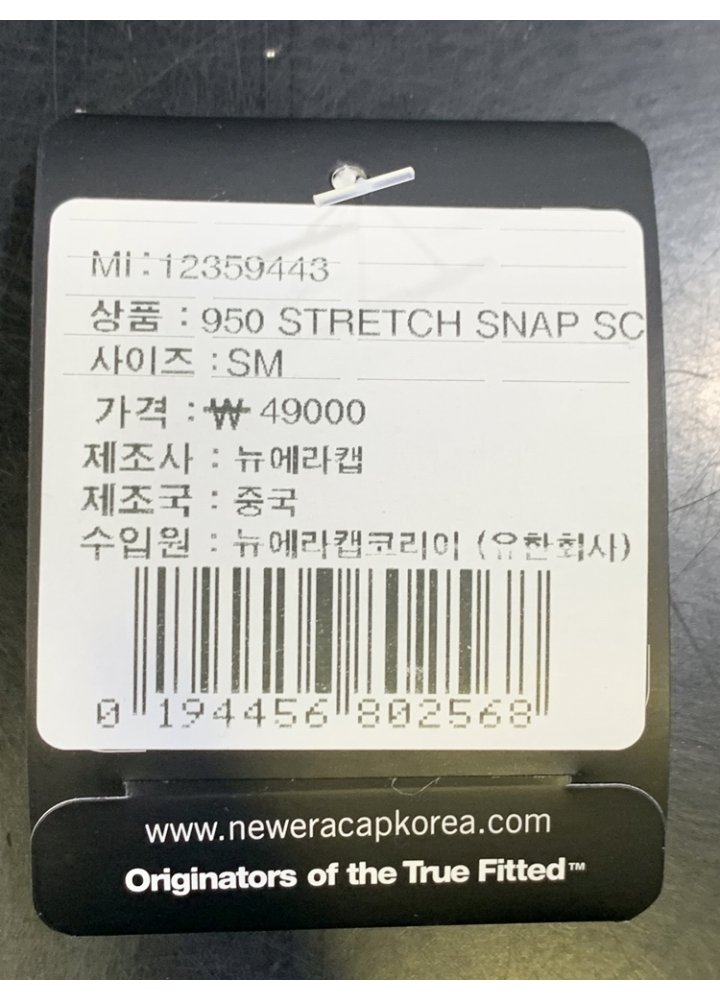 MI:12359443
상품 : 950 STRETCH SNAP SC
사이즈 : SM
가격 : ₩ 49000
제조사 : 뉴에라캡
제조국 : 중국
수입원 : 뉴에라캡코리아 (유한회사)
0 194456 802568
www.neweracapkorea.com
Originators of the True Fitted™